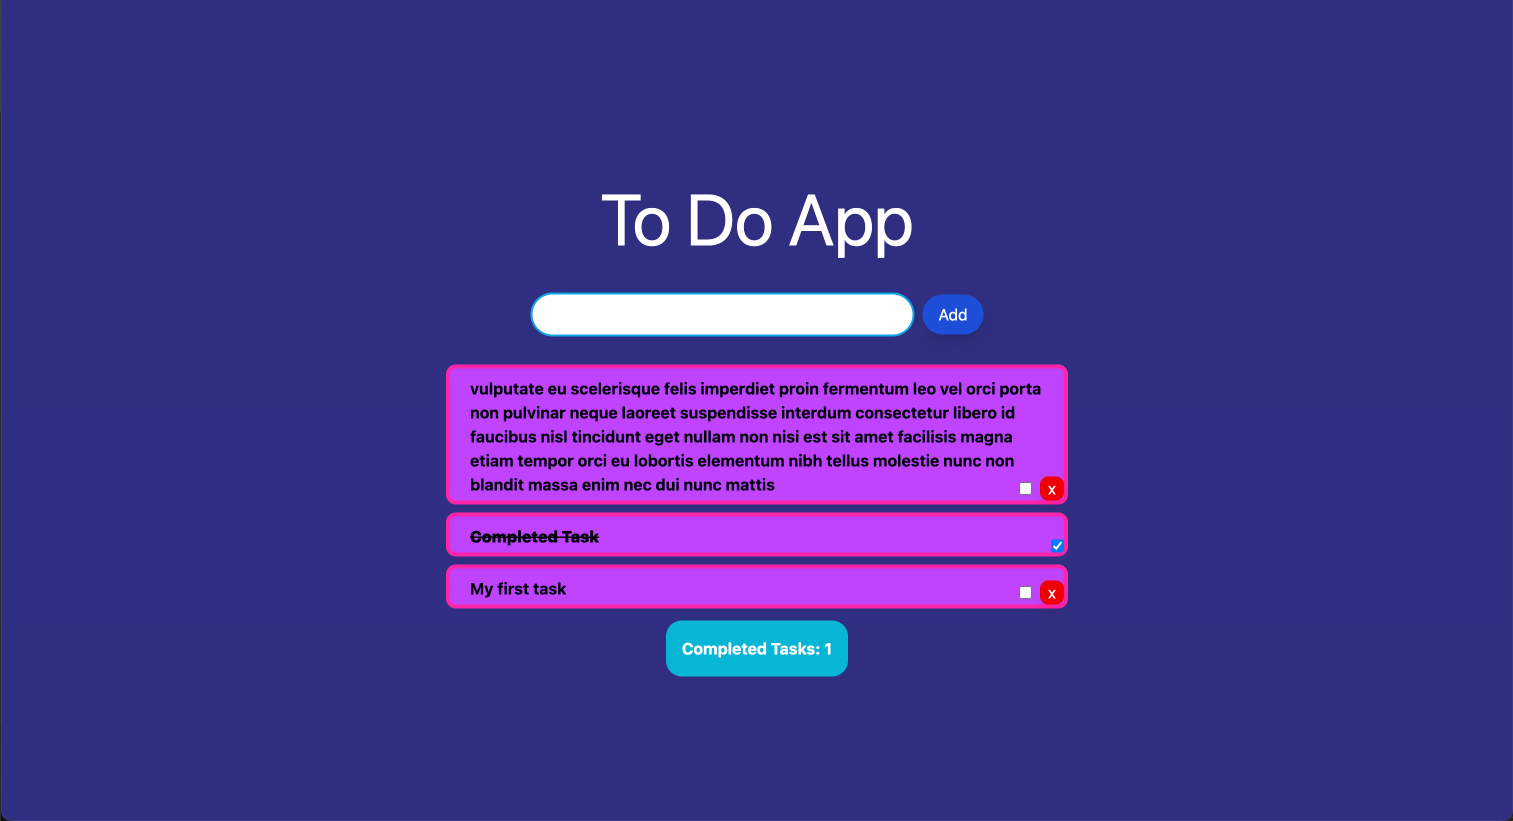 To Do App
Add
vulputate eu scelerisque felis imperdiet proin fermentum leo vel orci porta
non pulvinar neque laoreet suspendisse interdum consectetur libero id
faucibus nisl tincidunt eget nullam non nisi est sit amet facilisis magna
etiam tempor orci eu lobortis elementum nibh tellus molestie nunc non
blandit massa enim nec dui nunc mattis
x
Completed Task
My first task
x
Completed Tasks: 1